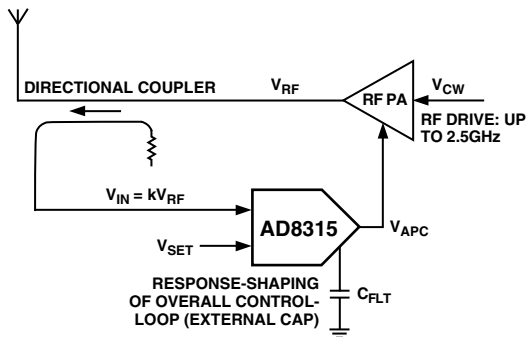 DIRECTIONAL COUPLER
V_RF
RF PA
V_CW
RF DRIVE: UP
TO 2.5GHz
V_IN = kV_RF
AD8315
V_SET
V_APC
RESPONSE-SHAPING
OF OVERALL CONTROL-
LOOP (EXTERNAL CAP)
C_FLT